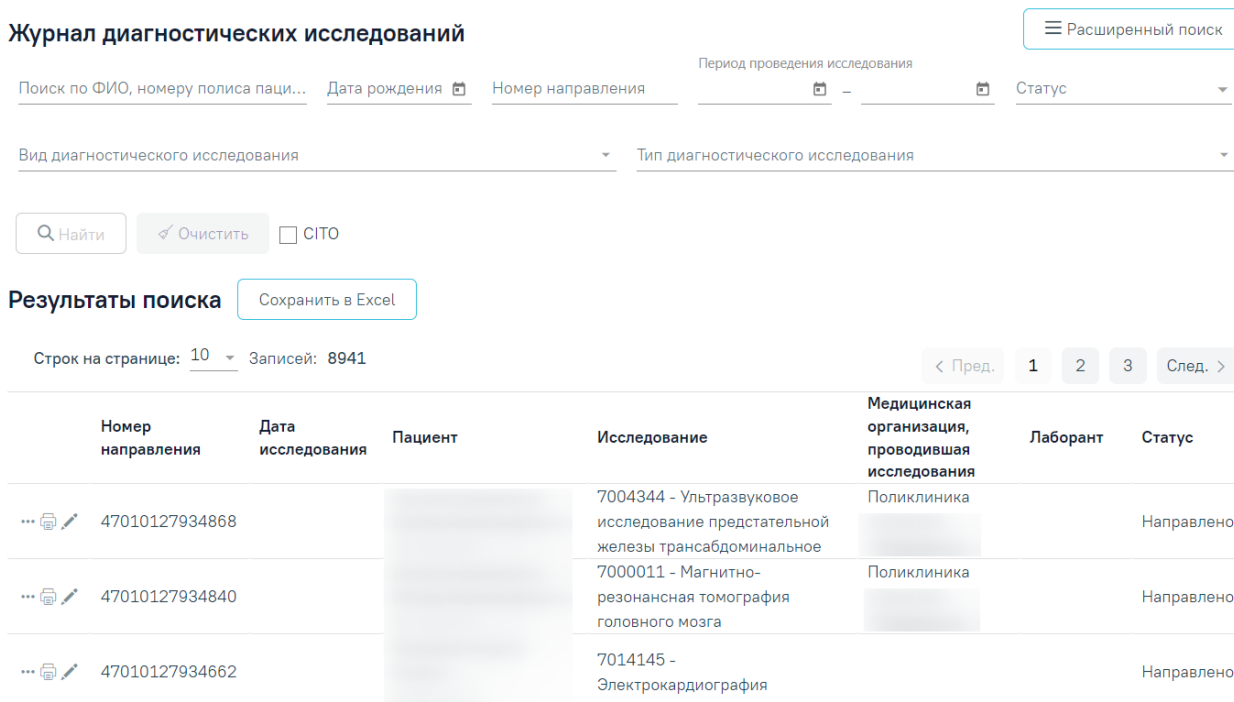 Журнал диагностических исследований
Расширенный поиск
Период проведения исследования
Поиск по ФИО, номеру полиса паци... Дата рождения Номер направления – Статус
Вид диагностического исследования Тип диагностического исследования
Найти Очистить CITO
Результаты поиска Сохранить в Excel
Строк на странице: 10 Записей: 8941 Пред. 1 2 3 След.
Номер направления
Дата исследования
Пациент
Исследование
Медицинская
организация,
проводившая
исследования
Лаборант
Статус
47010127934868
7004344 - Ультразвуковое
исследование предстательной
железы трансабдоминальное
Поликлиника
Направлено
47010127934840
7000011 - Магнитно-
резонансная томография
головного мозга
Поликлиника
Направлено
47010127934662
7014145 -
Электрокардиография
Направлено